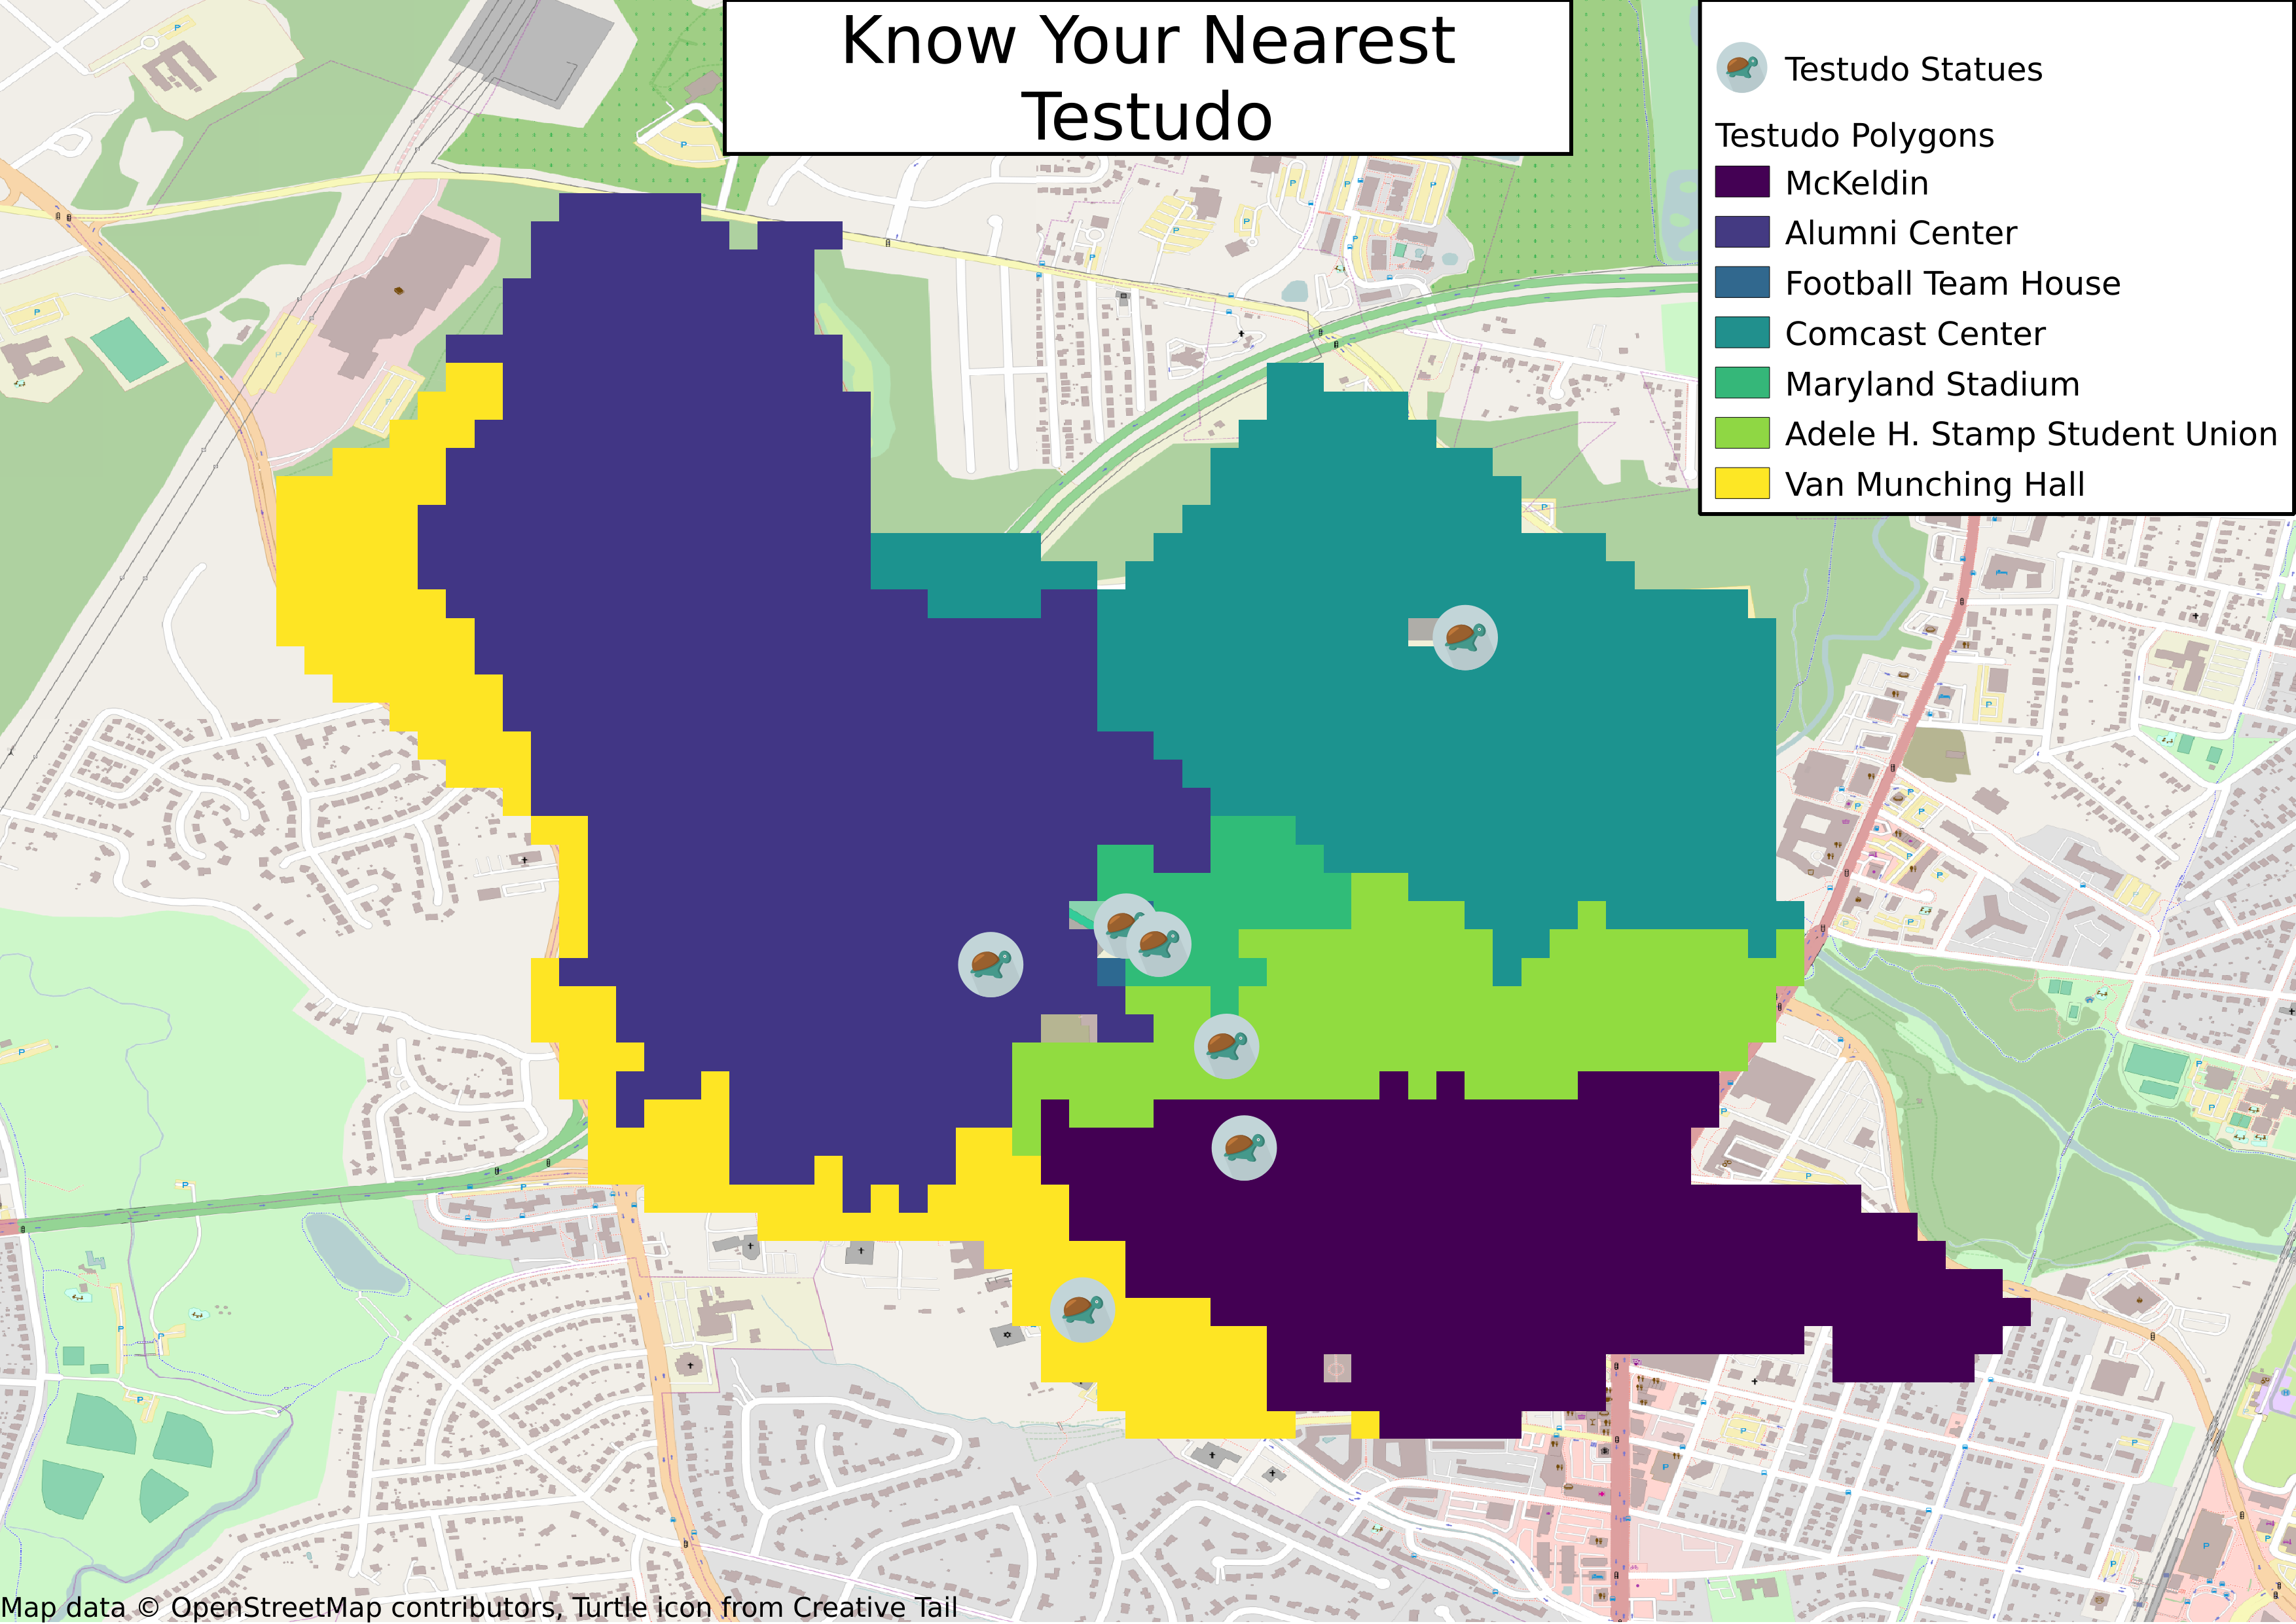 Know Your Nearest
Testudo
Testudo Statues
Testudo Polygons
McKeldin
Alumni Center
Football Team House
Comcast Center
Maryland Stadium
Adele H. Stamp Student Union
Van Munching Hall
Map data © OpenStreetMap contributors, Turtle icon from Creative Tail